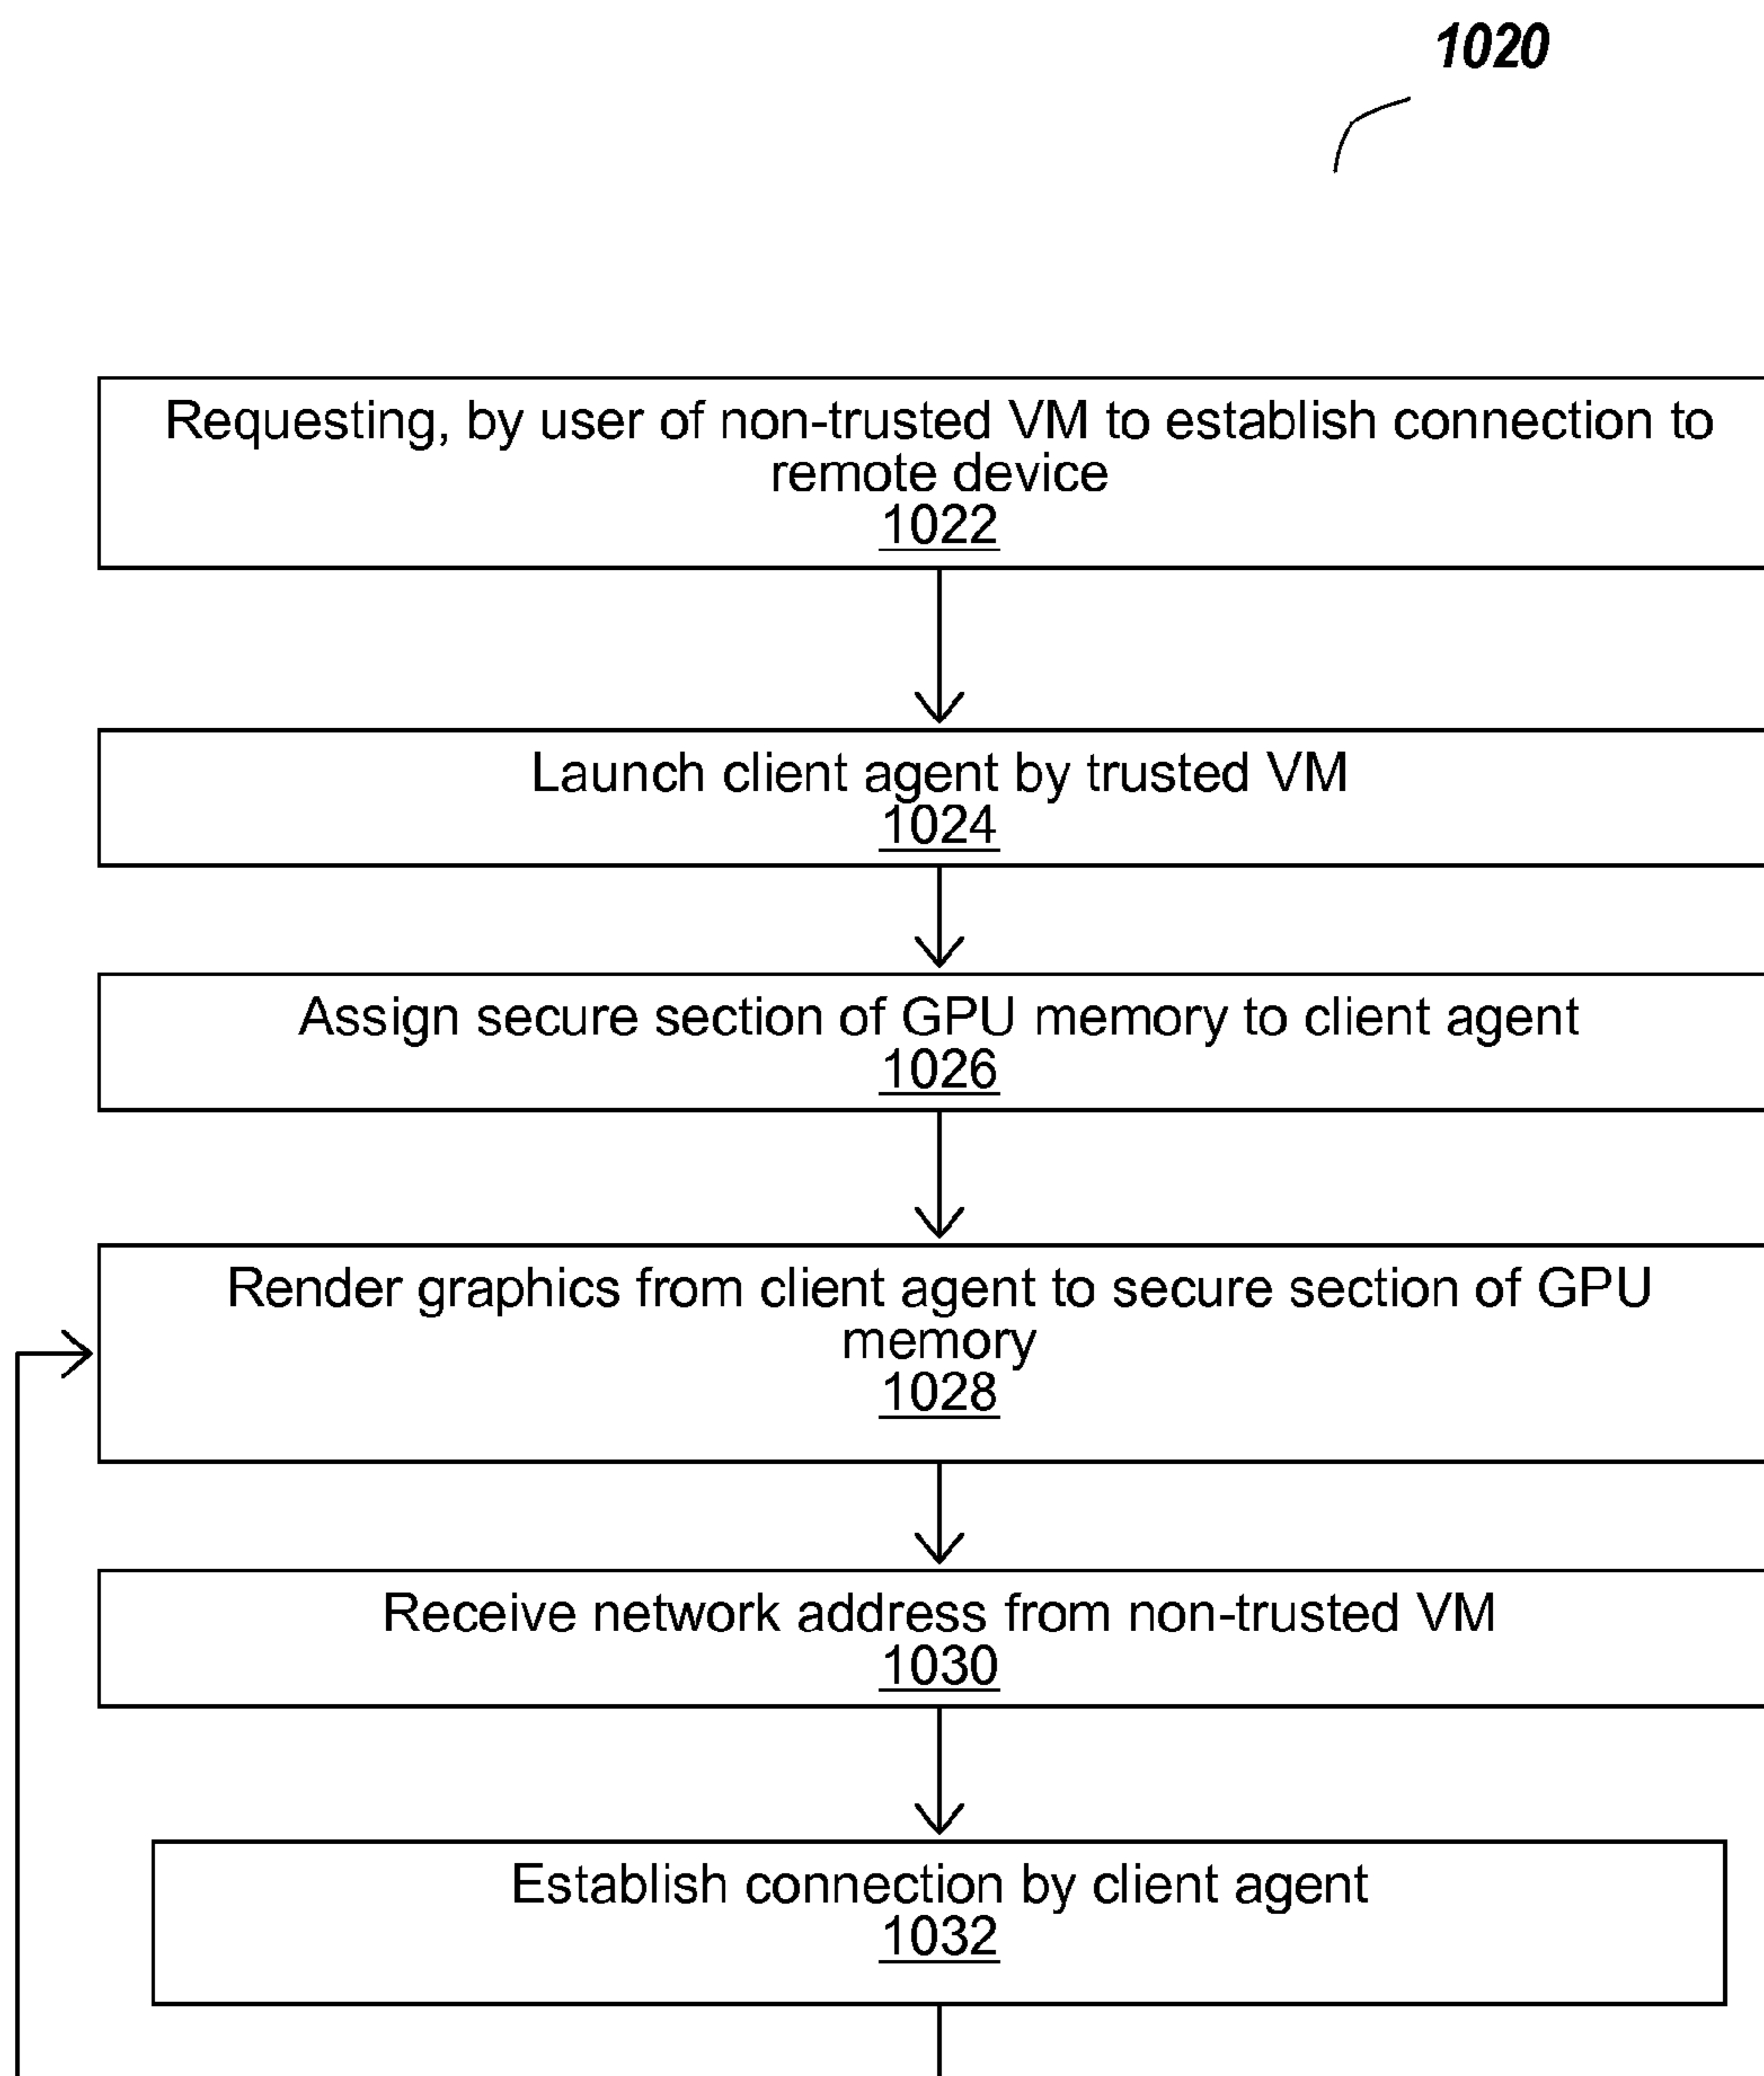 1020
Requesting, by user of non-trusted VM to establish connection to
remote device
1022
Launch client agent by trusted VM
1024
Assign secure section of GPU memory to client agent
1026
Render graphics from client agent to secure section of GPU
memory
1028
Receive network address from non-trusted VM
1030
Establish connection by client agent
1032